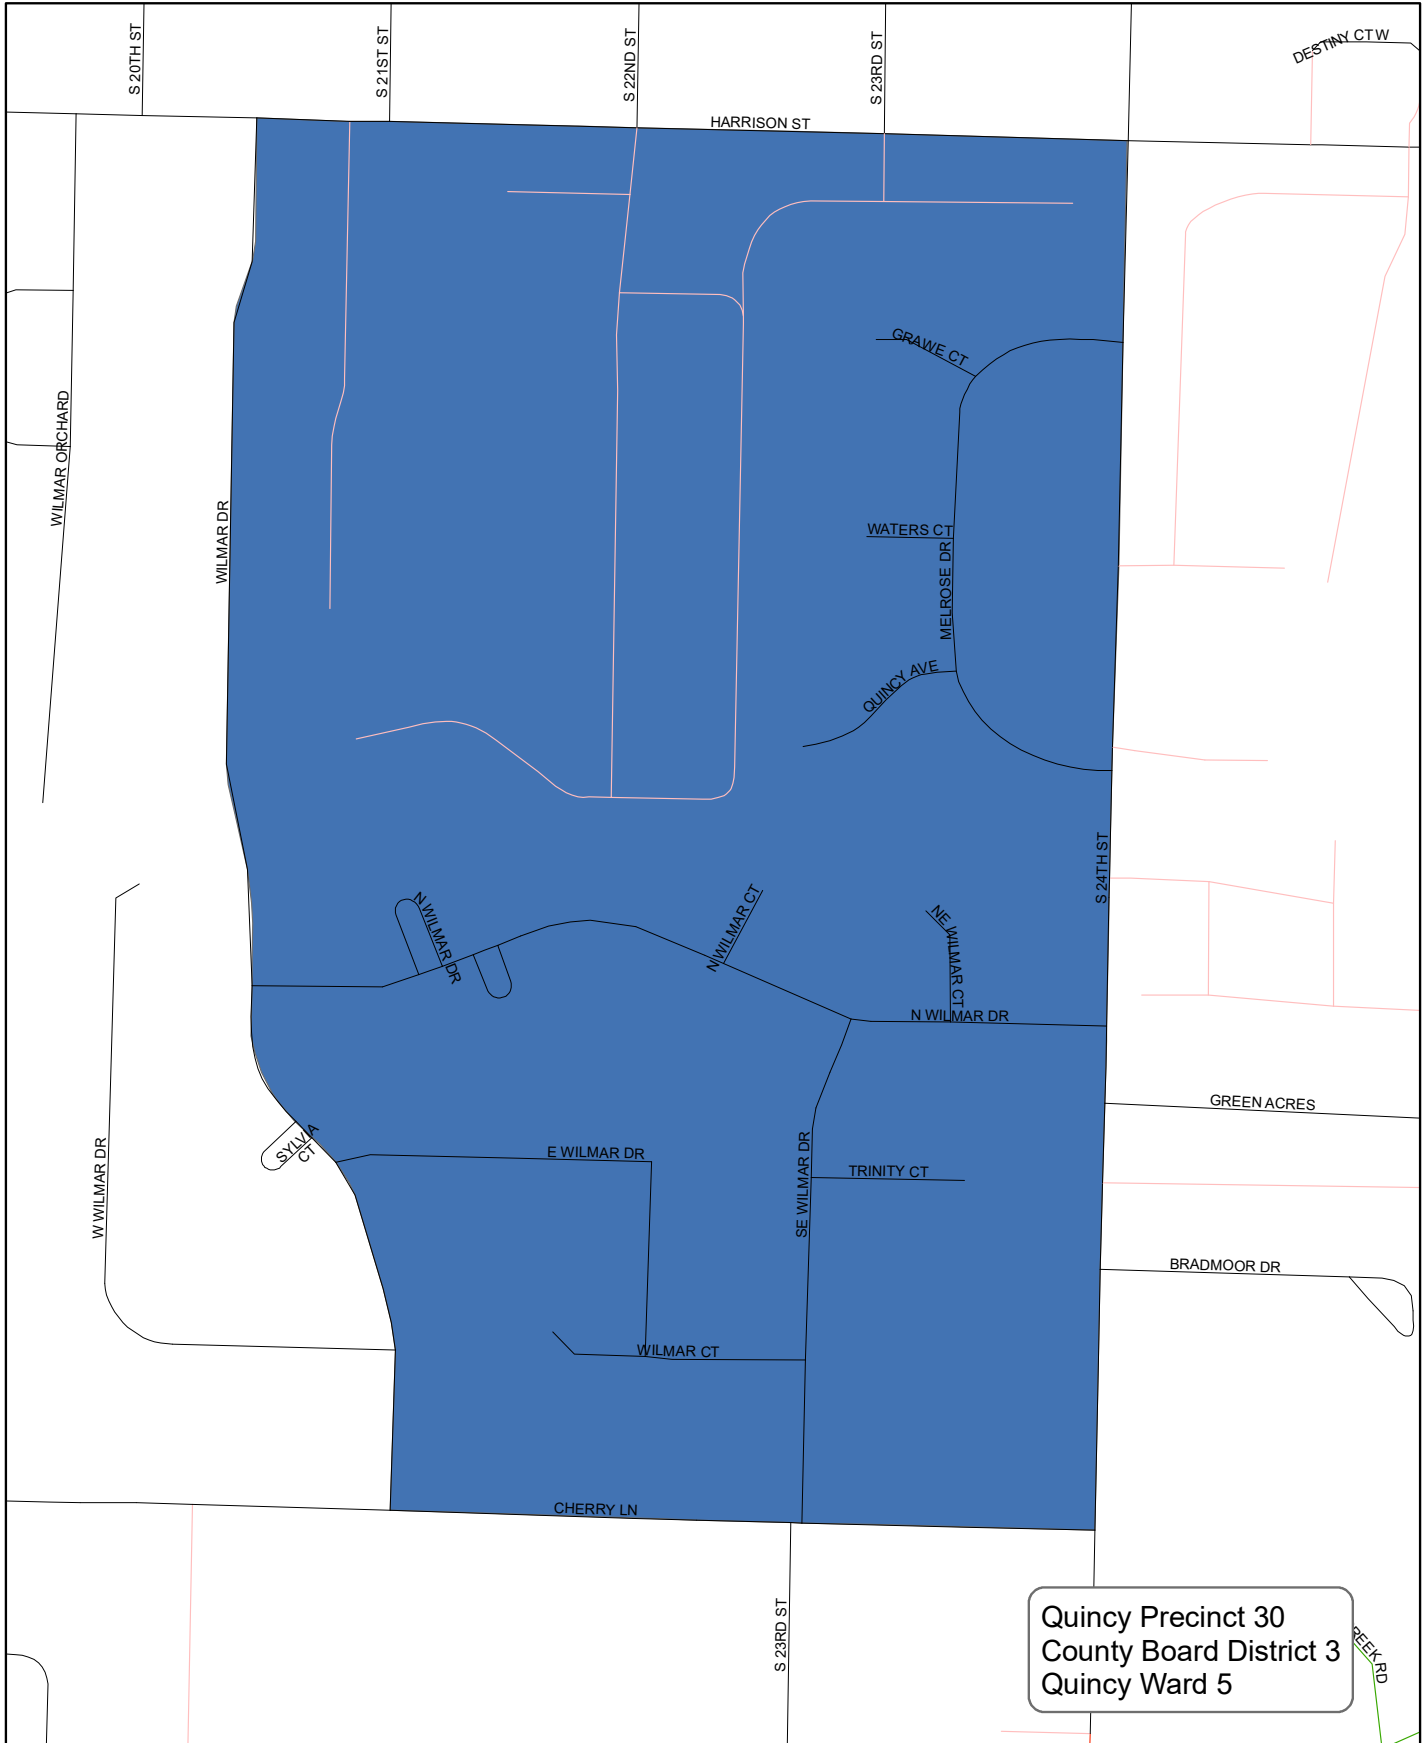 S 20TH ST
S 21ST ST
S 22ND ST
S 23RD ST
DESTINY CT W
HARRISON ST
GRAWE CT
WILMAR ORCHARD
WILMAR DR
WATERS CT
MELROSE DR
QUINCY AVE
S 24TH ST
N WILMAR DR
N WILMAR CT
NE WILMAR CT
N WILMAR DR
GREEN ACRES
SYLVIA
CT
W WILMAR DR
E WILMAR DR
SE WILMAR DR
TRINITY CT
BRADMOOR DR
WILMAR CT
CHERRY LN
S 23RD ST
Quincy Precinct 30
County Board District 3
Quincy Ward 5
REEK RD